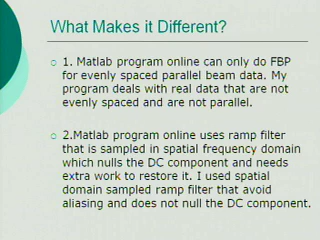 What Makes it Different?
1. Matlab program online can only do FBP
for evenly spaced parallel beam data. My
program deals with real data that are not
evenly spaced and are not parallel.
2.Matlab program online uses ramp filter
that is sampled in spatial frequency domain
which nulls the DC component and needs
extra work to restore it. I used spatial
domain sampled ramp filter that avoid
aliasing and does not null the DC component.